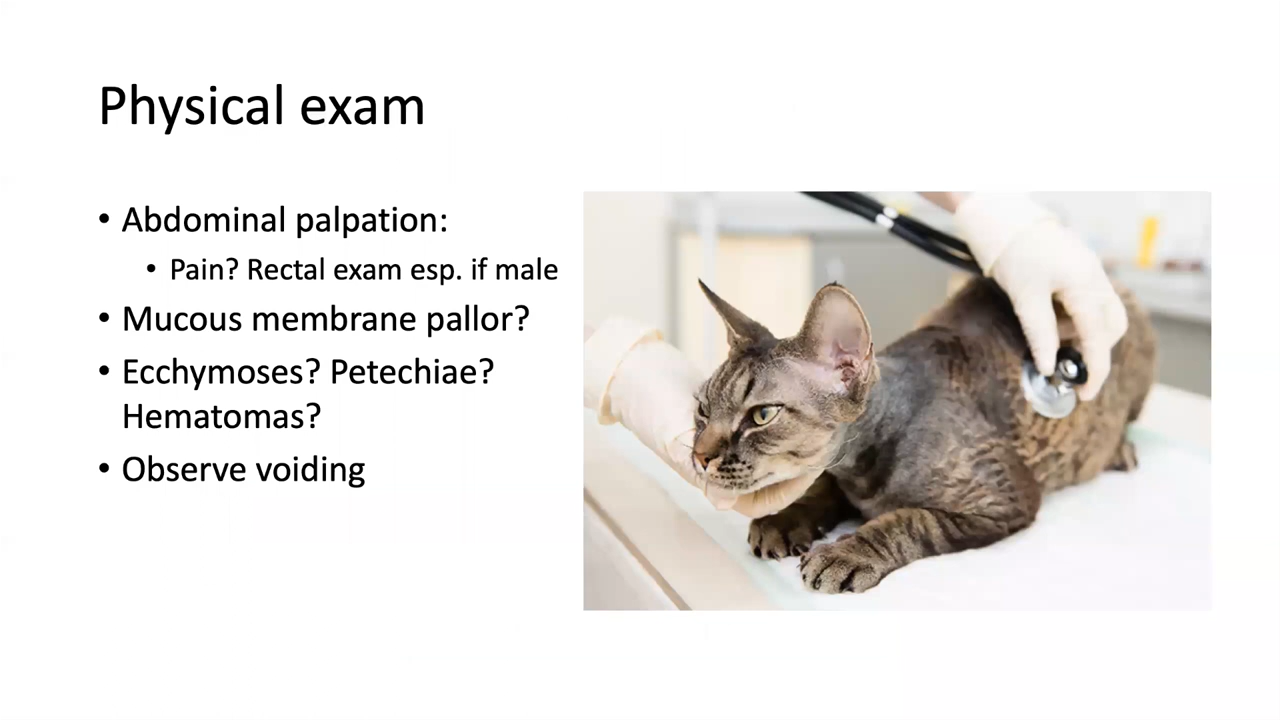 Physical exam
• Abdominal palpation:
• Pain? Rectal exam esp. if male
• Mucous membrane pallor?
• Ecchymoses? Petechiae?
Hematomas?
• Observe voiding